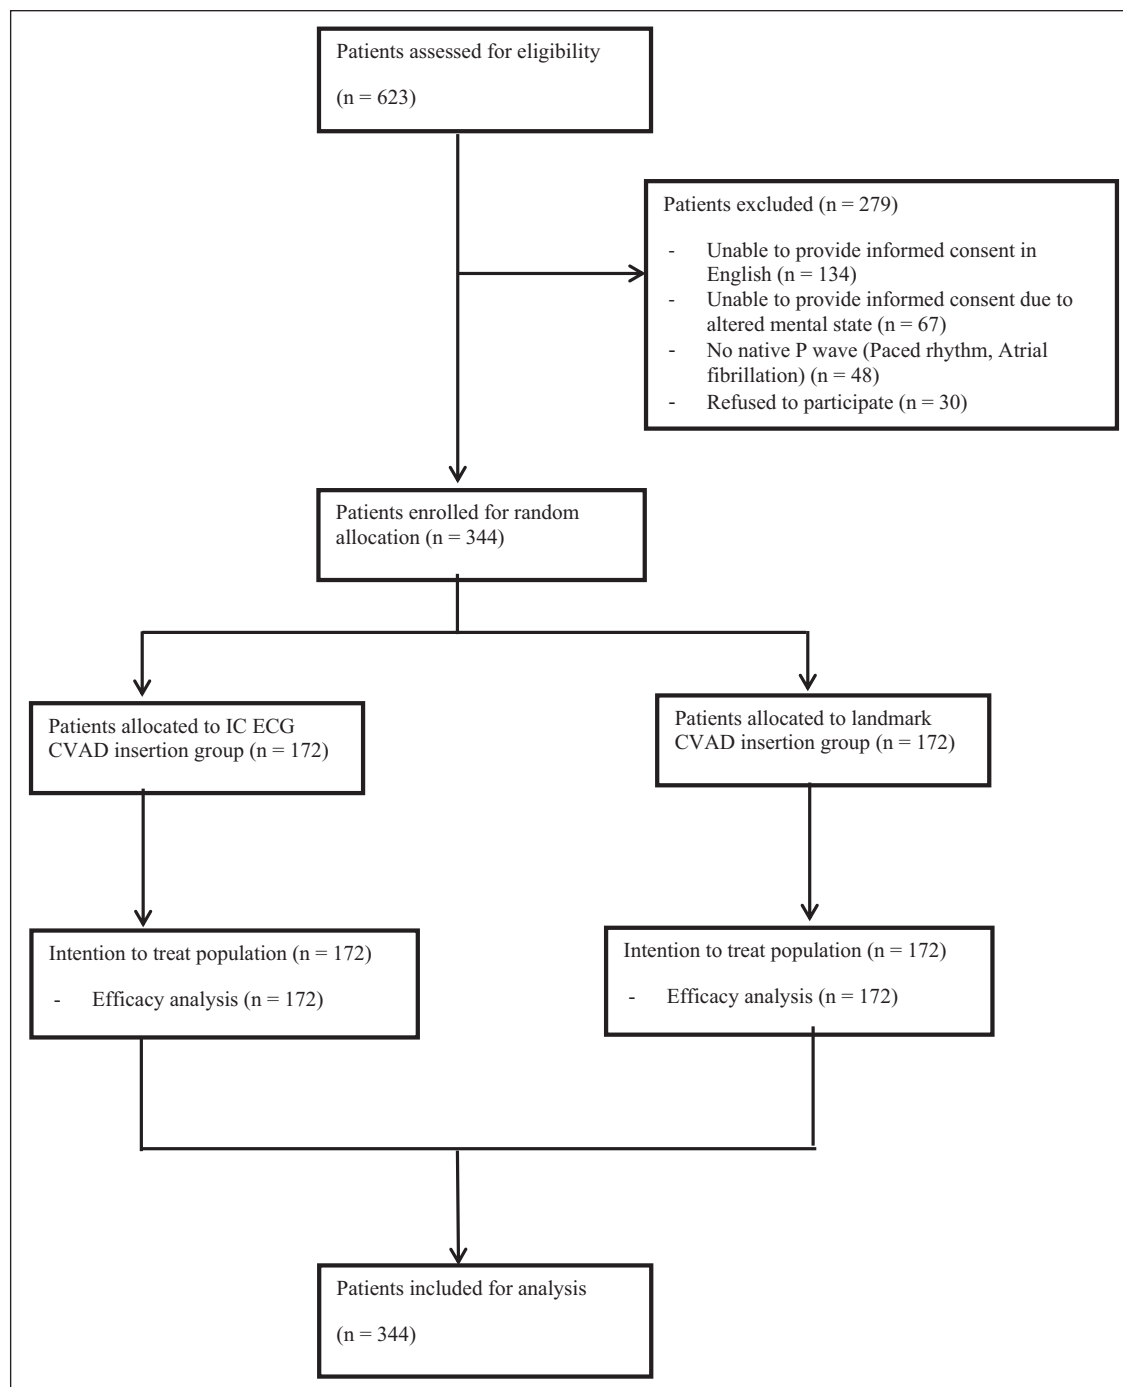 Patients assessed for eligibility
(n = 623)
Patients excluded (n = 279)
- Unable to provide informed consent in
English (n = 134)
- Unable to provide informed consent due to
altered mental state (n = 67)
- No native P wave (Paced rhythm, Atrial
fibrillation) (n = 48)
- Refused to participate (n = 30)
Patients enrolled for random
allocation (n = 344)
Patients allocated to IC ECG
CVAD insertion group (n = 172)
Patients allocated to landmark
CVAD insertion group (n = 172)
Intention to treat population (n = 172)
- Efficacy analysis (n = 172)
Intention to treat population (n = 172)
- Efficacy analysis (n = 172)
Patients included for analysis
(n = 344)